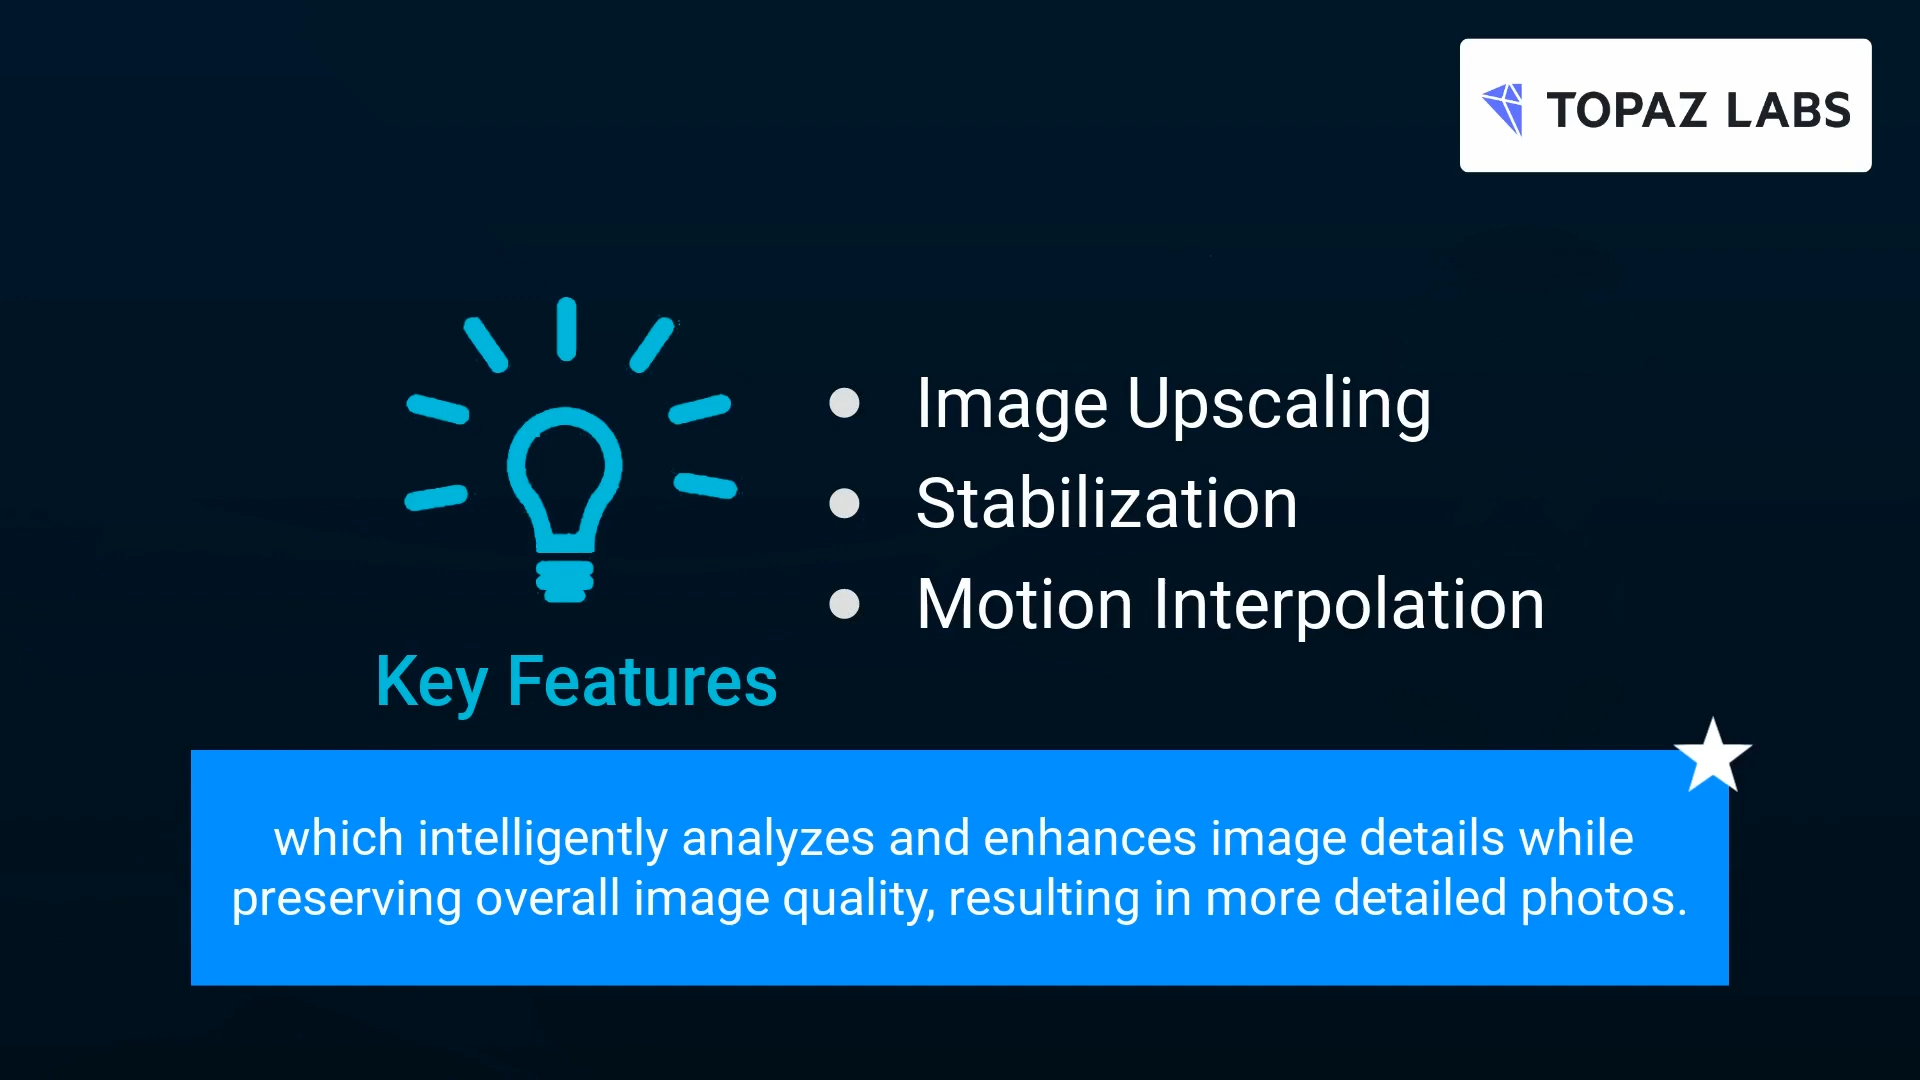 TOPAZ LABS
Image Upscaling
Stabilization
Motion Interpolation
Key Features
which intelligently analyzes and enhances image details while
preserving overall image quality, resulting in more detailed photos.